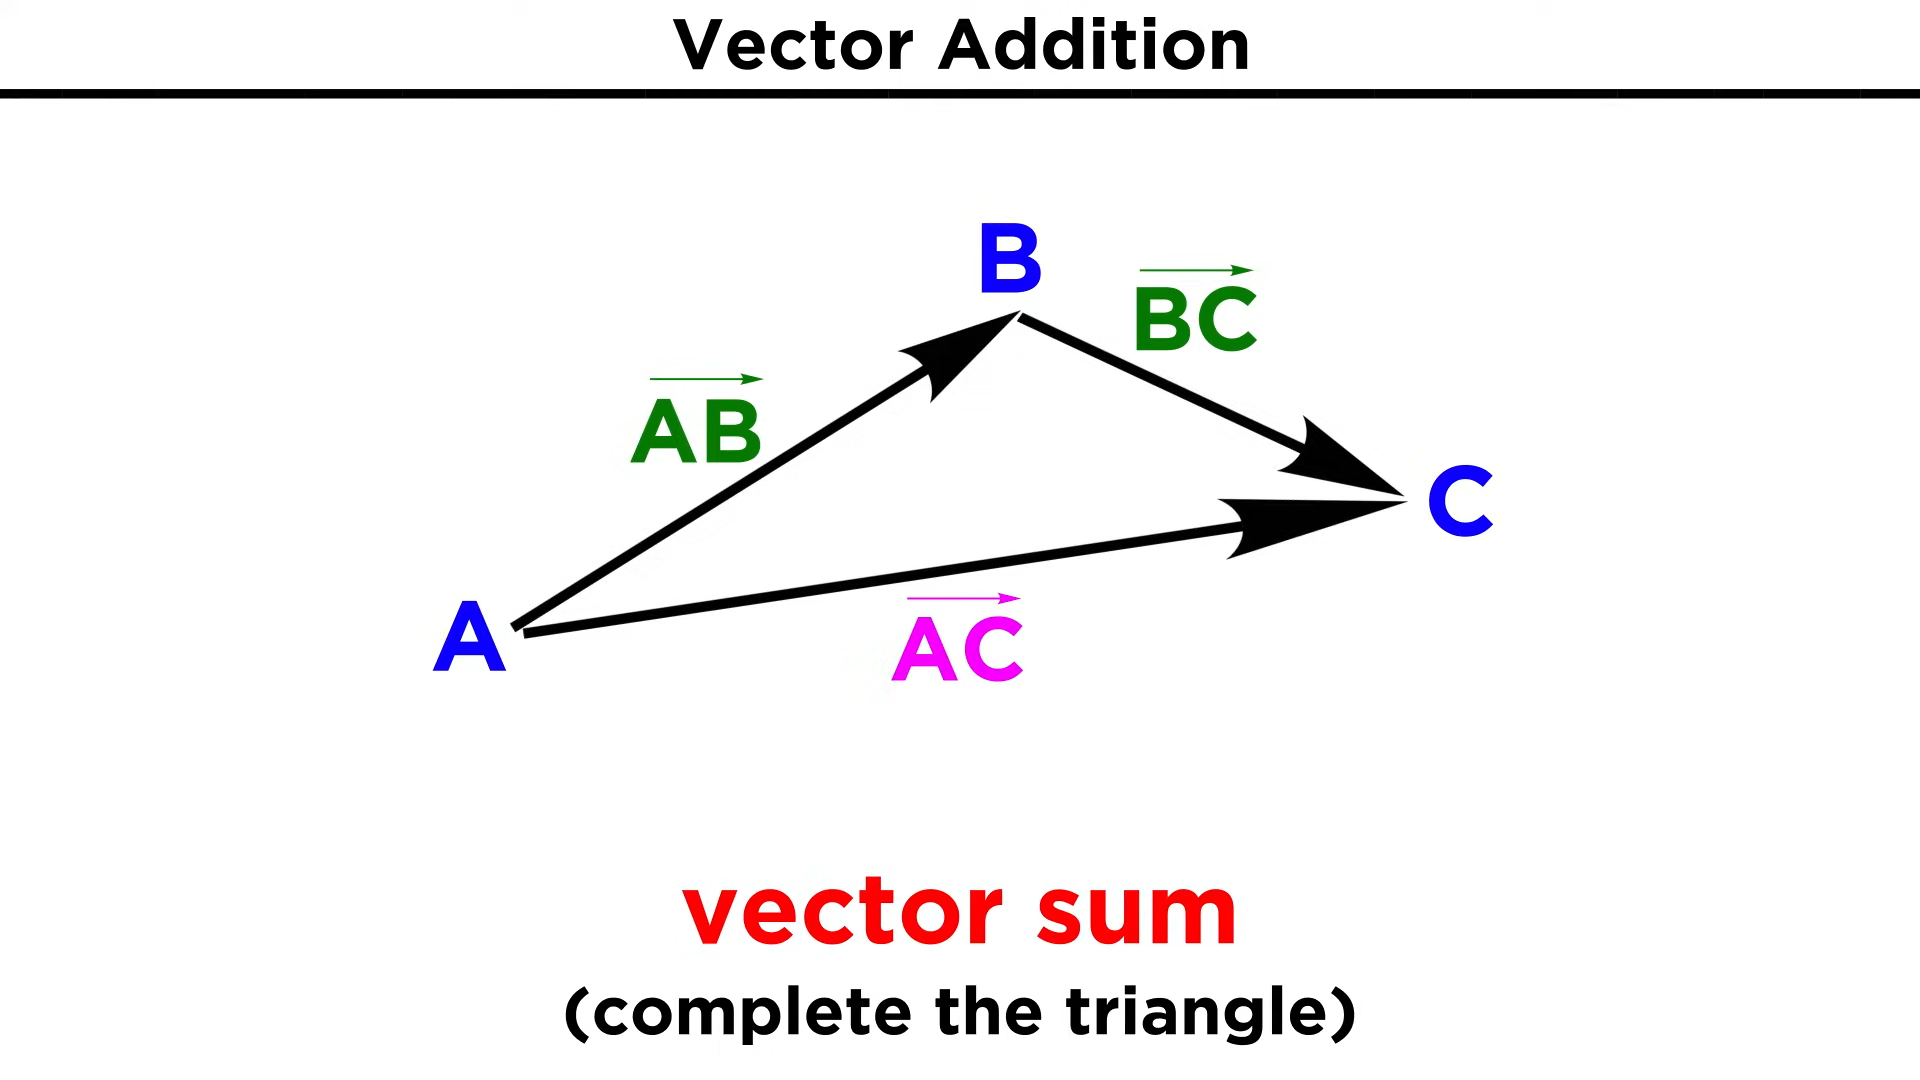 Vector Addition
B
BC
AB
C
A
AC
vector sum
(complete the triangle)